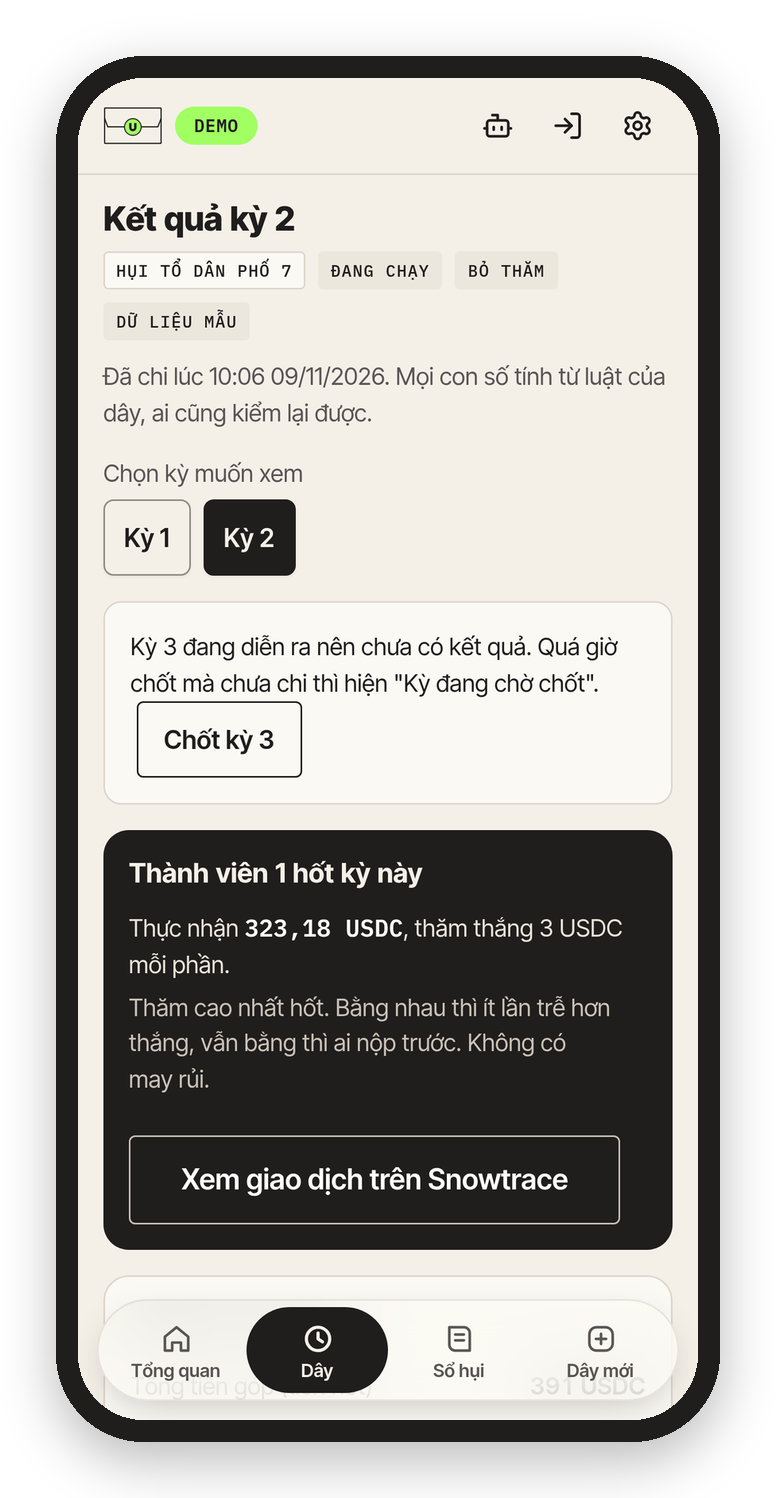 U DEMO
Kết quả kỳ 2
HỤI TỔ DÂN PHỐ 7 ĐANG CHẠY BỎ THĂM
DỮ LIỆU MẪU
Đã chi lúc 10:06 09/11/2026. Mọi con số tính từ luật của
dây, ai cũng kiểm lại được.
Chọn kỳ muốn xem
Kỳ 1 Kỳ 2
Kỳ 3 đang diễn ra nên chưa có kết quả. Quá giờ
chốt mà chưa chi thì hiện "Kỳ đang chờ chốt".
Chốt kỳ 3
Thành viên 1 hốt kỳ này
Thực nhận 323,18 USDC, thăm thắng 3 USDC
mỗi phần.
Thăm cao nhất hốt. Bằng nhau thì ít lần trễ hơn
thắng, vẫn bằng thì ai nộp trước. Không có
may rủi.
Xem giao dịch trên Snowtrace
Tổng quan Dây Sổ hụi Dây mới
Tổng tiền góp 391 USDC